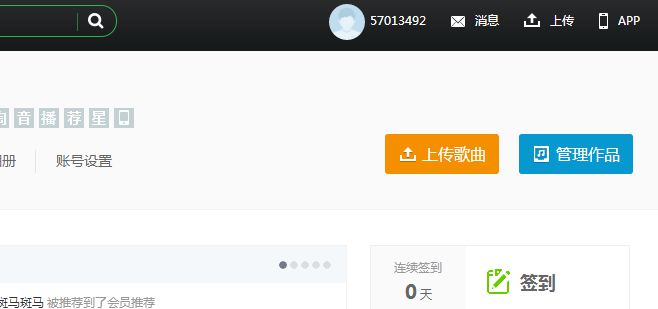 57013492 消息 上传 APP
音 播 荐 星
册 账号设置
上传歌曲 管理作品
连续签到
签到
0 天
斑马斑马 被推荐到了会员推荐